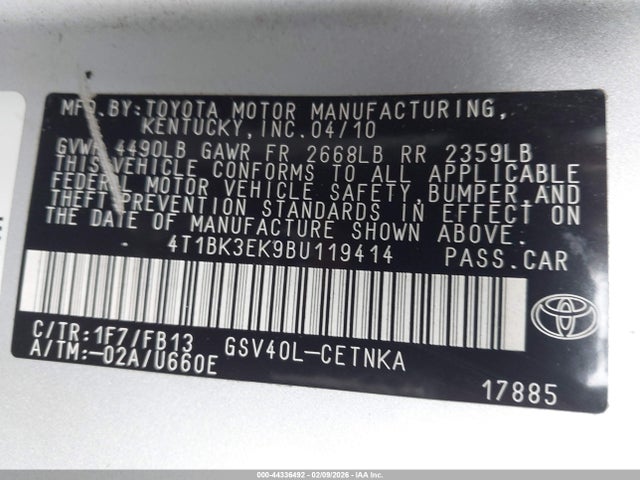 MFD.BY:TOYOTA MOTOR MANUFACTURING,
KENTUCKY,INC.04/10
GVWR 4490LB GAWR FR 2668LB RR 2359LB
THIS VEHICLE CONFORMS TO ALL APPLICABLE
FEDERAL MOTOR VEHICLE SAFETY,BUMPER,AND
THEFT PREVENTION STANDARDS IN EFFECT ON
THE DATE OF MANUFACTURE SHOWN ABOVE.
4T1BK3EK9BU119414 PASS.CAR
C/TR:1F7/FB13 GSV40L-CETNKA
A/TM:-02A/U660E
17885
000-44336492 - 02/09/2026 - IAA Inc.